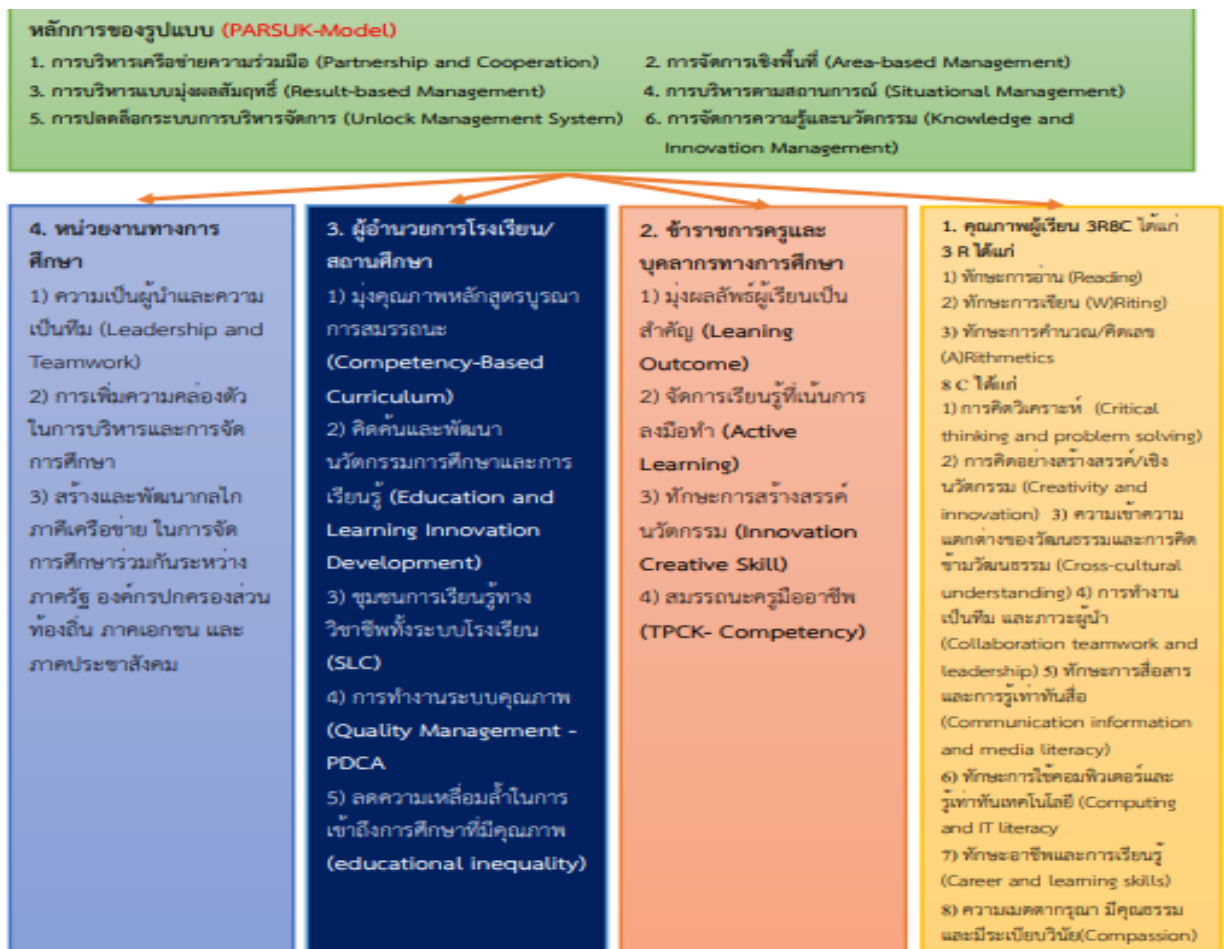 หลักการของรูปแบบ (PARSUK-Model)
1. การบริหารเครือข่ายความร่วมมือ (Partnership and Cooperation)
2. การจัดการเชิงพื้นที่ (Area-based Management)
3. การบริหารแบบมุ่งผลสัมฤทธิ์ (Result-based Management)
4. การบริหารตามสถานการณ์ (Situational Management)
5. การปลดล็อกระบบการบริหารจัดการ (Unlock Management System)
6. การจัดการความรู้และนวัตกรรม (Knowledge and
Innovation Management)
4. หน่วยงานทางการ
ศึกษา
1) ความเป็นผู้นำและความ
เป็นทีม (Leadership and
Teamwork)
2) การเพิ่มความคล่องตัว
ในการบริหารและการจัด
การศึกษา
3) สร้างและพัฒนากลไก
ภาคีเครือข่าย ในการจัด
การศึกษาร่วมกันระหว่าง
ภาครัฐ องค์กรปกครองส่วน
ท้องถิ่น ภาคเอกชน และ
ภาคประชาสังคม
3. ผู้อำนวยการโรงเรียน/
สถานศึกษา
1) มุ่งคุณภาพหลักสูตรบูรณา
การสมรรถนะ
(Competency-Based
Curriculum)
2) คิดค้นและพัฒนา
นวัตกรรมการศึกษาและการ
เรียนรู้ (Education and
Learning Innovation
Development)
3) ชุมชนการเรียนรู้ทาง
วิชาชีพทั้งระบบโรงเรียน
(SLC)
4) การทำงานระบบคุณภาพ
(Quality Management -
PDCA
5) ลดความเหลื่อมล้ำในการ
เข้าถึงการศึกษาที่มีคุณภาพ
(educational inequality)
2. ข้าราชการครูและ
บุคลากรทางการศึกษา
1) มุ่งผลลัพธ์ผู้เรียนเป็น
สำคัญ (Leaning
Outcome)
2) จัดการเรียนรู้ที่เน้นการ
ลงมือทำ (Active
Learning)
3) ทักษะการสร้างสรรค์
นวัตกรรม (Innovation
Creative Skill)
4) สมรรถนะครูมืออาชีพ
(TPCK- Competency)
1. คุณภาพผู้เรียน 3R8C ได้แก่
3 R ได้แก่
1) ทักษะการอ่าน (Reading)
2) ทักษะการเขียน (W)Riting)
3) ทักษะการคำนวณ/คิดเลข
(A)Rithmetics
8 C ได้แก่
1) การคิดวิเคราะห์ (Critical
thinking and problem solving)
2) การคิดอย่างสร้างสรรค์/เชิง
นวัตกรรม (Creativity and
innovation) 3) ความเข้าความ
แตกต่างของวัฒนธรรมและการคิด
ข้ามวัฒนธรรม (Cross-cultural
understanding) 4) การทำงาน
เป็นทีม และภาวะผู้นำ
(Collaboration teamwork and
leadership) 5) ทักษะการสื่อสาร
และการรู้เท่าทันสื่อ
(Communication information
and media literacy)
6) ทักษะการใช้คอมพิวเตอร์และ
รู้เท่าทันเทคโนโลยี (Computing
and IT literacy
7) ทักษะอาชีพและการเรียนรู้
(Career and learning skills)
8) ความเมตตากรุณา มีคุณธรรม
และมีระเบียบวินัย(Compassion)